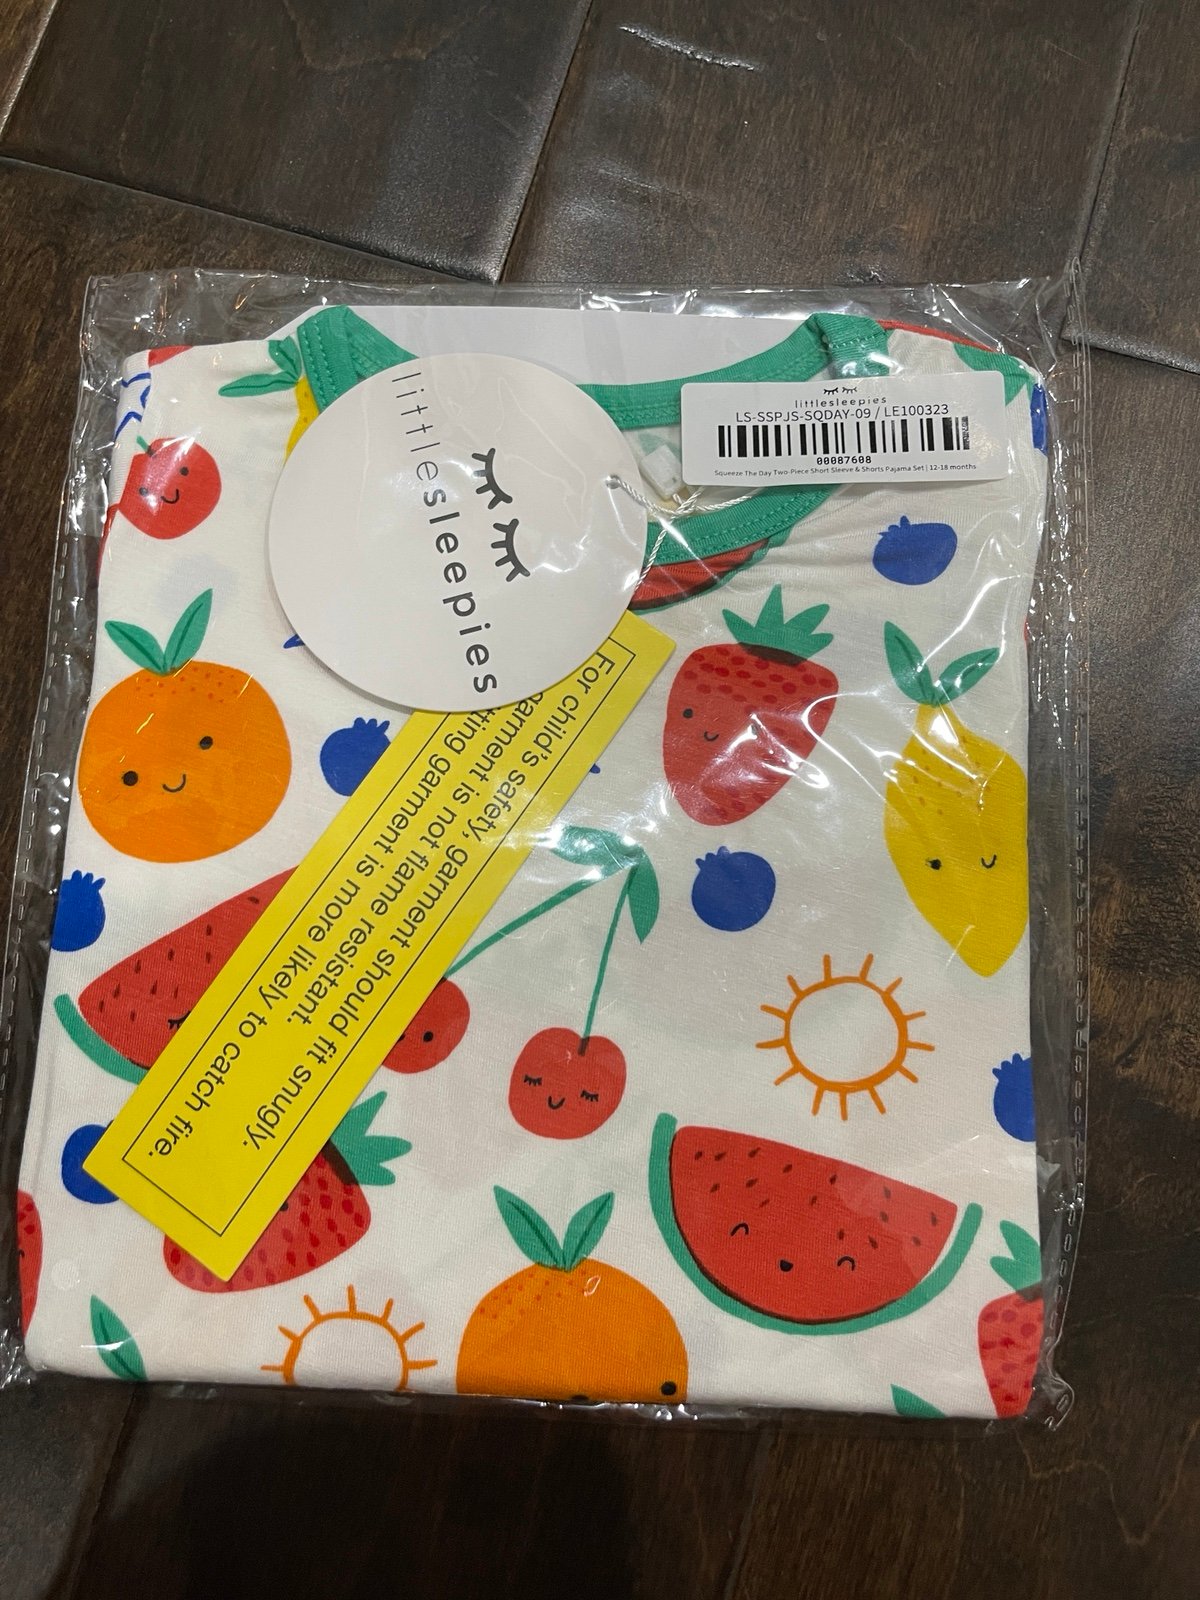 littlesleepies
littlesleepies
LS-SSPJS-SQDAY-09 / LE100323
00087608
Squeeze The Day Two-Piece Short Sleeve & Shorts Pajama Set | 12-18 months
For child's safety, garment should fit snugly.
garment is not flame resistant.
garment is more likely to catch fire.